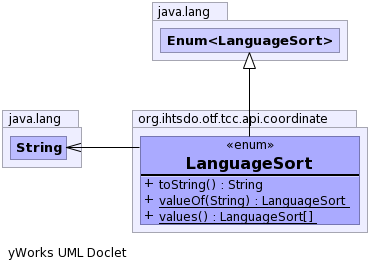 java.lang
Enum<LanguageSort>
java.lang
String
org.ihtsdo.otf.tcc.api.coordinate
«enum»
LanguageSort
+ toString() : String
+ valueOf(String) : LanguageSort
+ values() : LanguageSort[]
yWorks UML Doclet